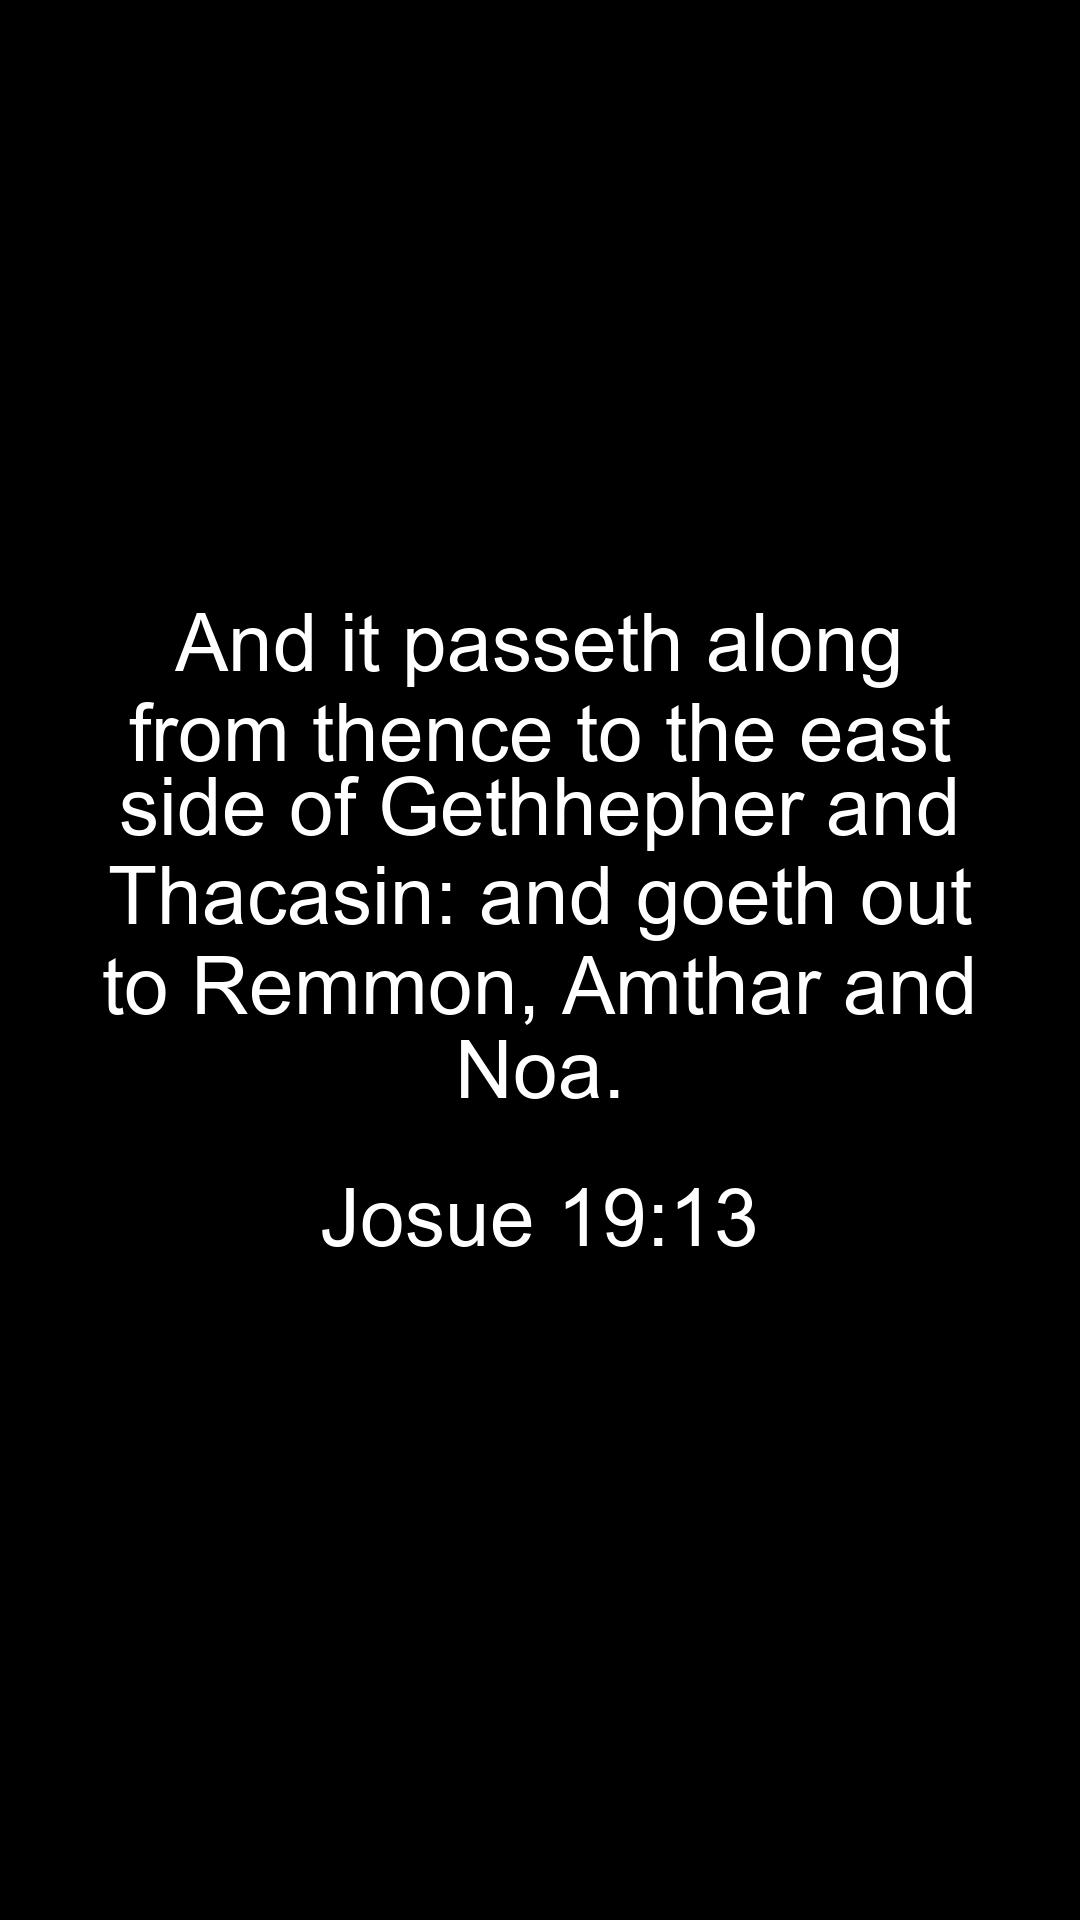 And it passeth along
from thence to the east
side of Gethhepher and
Thacasin: and goeth out
to Remmon, Amthar and
Noa.
Josue 19:13